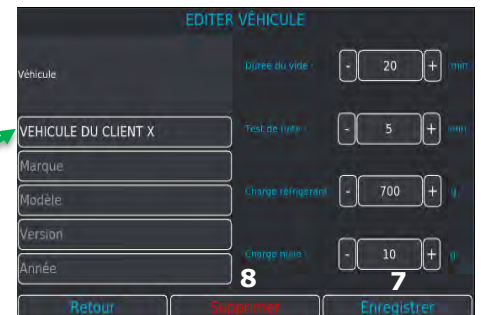 EDITER VÉHICULE
Véhicule
VEHICULE DU CLIENT X
Marque
Modèle
Version
Année
Durée du vide : - 20 + min
Test de fuite : - 5 + min
Charge réfrigérant - 700 + g
Charge huile : - 10 + g
8
7
Retour
Supprimer
Enregistrer